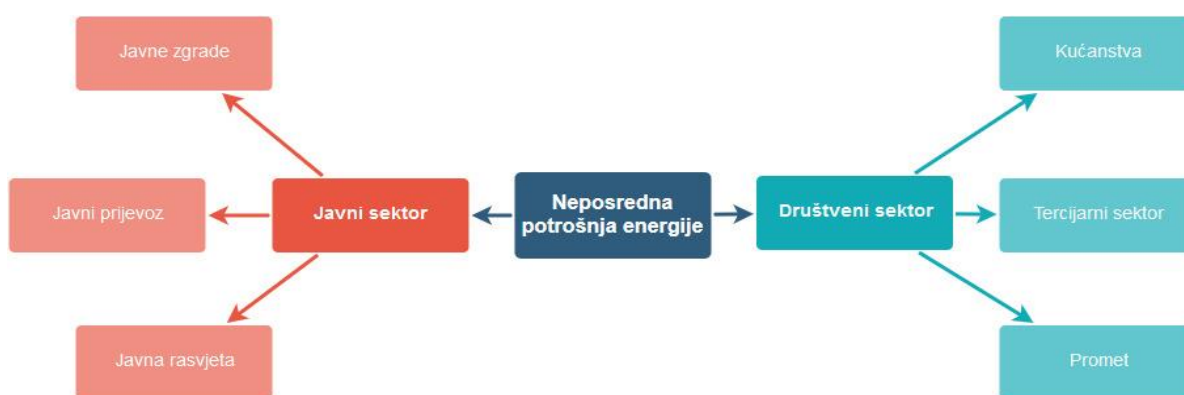 Javne zgrade
Kućanstva
Javni prijevoz
Javni sektor
Neposredna
potrošnja energije
Društveni sektor
Tercijarni sektor
Javna rasvjeta
Promet